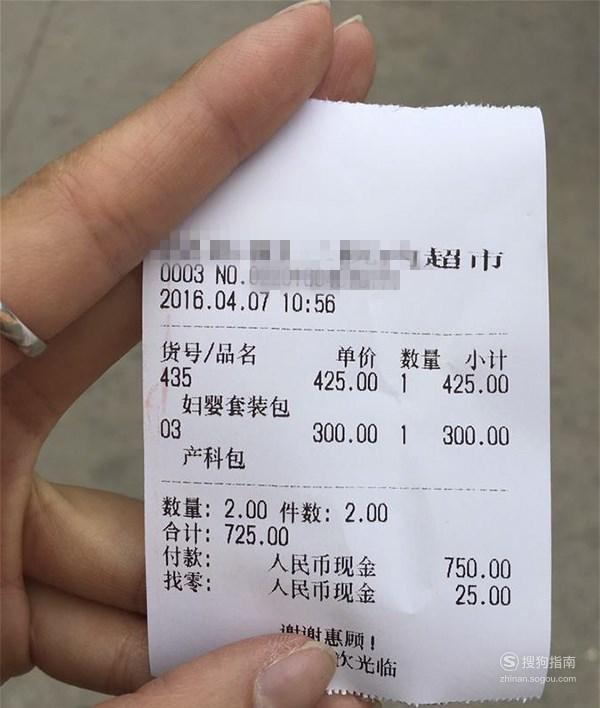 超市
0003 NO.
2016.04.07 10:56
货号/品名 单价 数量 小计
435 425.00 1 425.00
妇婴套装包
03 300.00 1 300.00
产科包
数量: 2.00 件数: 2.00
合计: 725.00
付款: 人民币现金 750.00
找零: 人民币现金 25.00
谢谢惠顾!
次光临
搜狗指南
zhinan.sogou.com